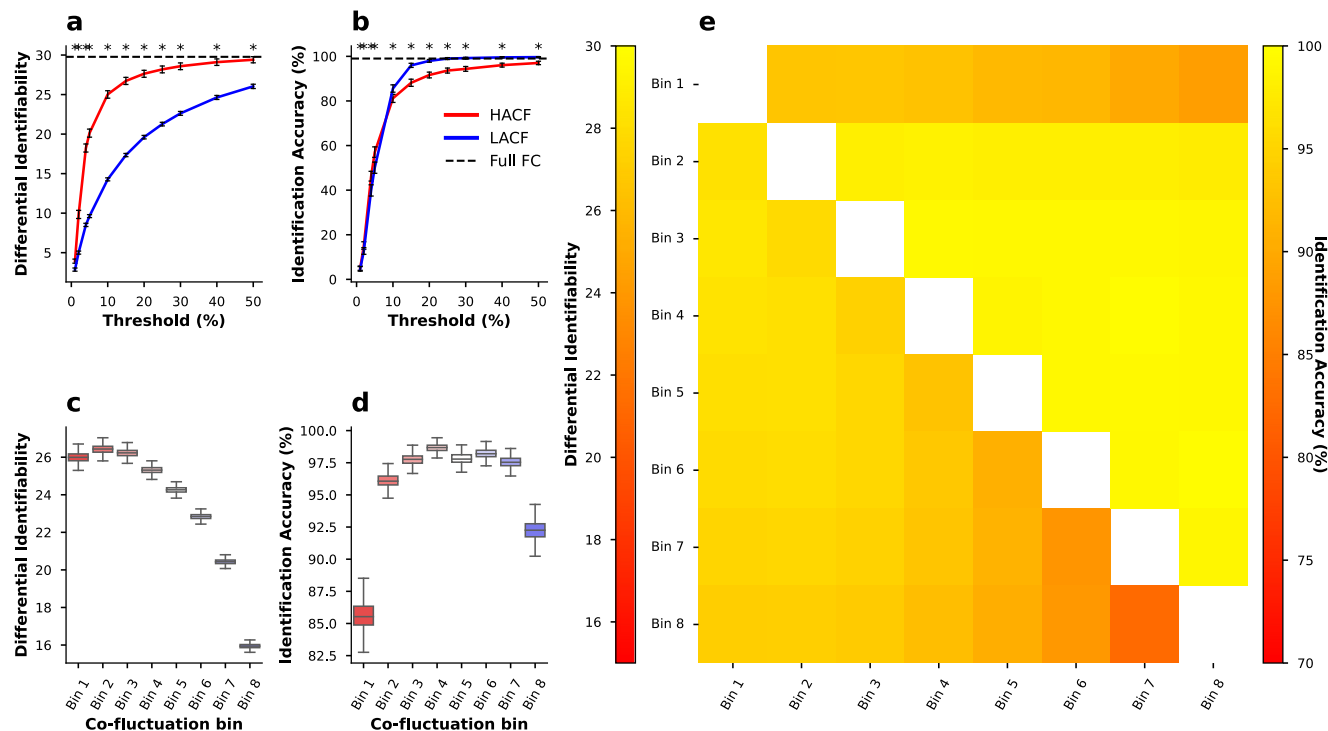 a
* * * * * * * * * * * *
Differential Identifiability
30
25
20
15
10
5
0 10 20 30 40 50
Threshold (%)
b
* * * * * * * * * * * *
Identification Accuracy (%)
100
80
60
40
20
0
HACF
LACF
Full FC
0 10 20 30 40 50
Threshold (%)
c
Differential Identifiability
26
24
22
20
18
16
Bin 1 Bin 2 Bin 3 Bin 4 Bin 5 Bin 6 Bin 7 Bin 8
Co-fluctuation bin
d
Identification Accuracy (%)
100.0
97.5
95.0
92.5
90.0
87.5
85.0
82.5
Bin 1 Bin 2 Bin 3 Bin 4 Bin 5 Bin 6 Bin 7 Bin 8
Co-fluctuation bin
Differential Identifiability
30
28
26
24
22
20
18
16
e
Bin 1
Bin 2
Bin 3
Bin 4
Bin 5
Bin 6
Bin 7
Bin 8
Bin 1 Bin 2 Bin 3 Bin 4 Bin 5 Bin 6 Bin 7 Bin 8
100
95
90
85
80
75
70
Identification Accuracy (%)